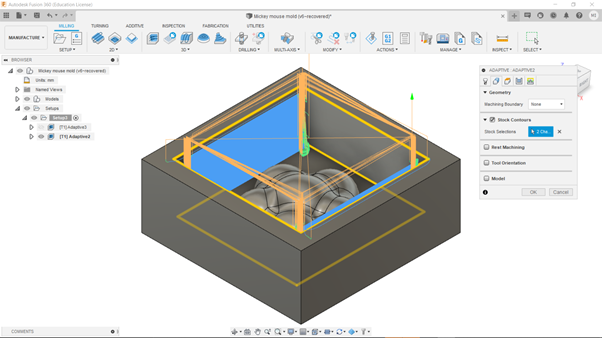 Autodesk Fusion 360 (Education License)
Mickey mouse mold (v6~recovered)*
MILLING TURNING ADDITIVE INSPECTION FABRICATION UTILITIES
MANUFACTURE
SETUP 2D 3D DRILLING MULTI-AXIS MODIFY ACTIONS MANAGE INSPECT SELECT
BROWSER
Mickey mouse mold (v6~recovered)
Units: mm
Named Views
Models
Setups
Setup1
[T1] Adaptive3
[T1] Adaptive2
ADAPTIVE : ADAPTIVE2
Geometry
Machining Boundary None
Stock Contours
Stock Selections 2 Cha...
Rest Machining
Tool Orientation
Model
OK Cancel
COMMENTS